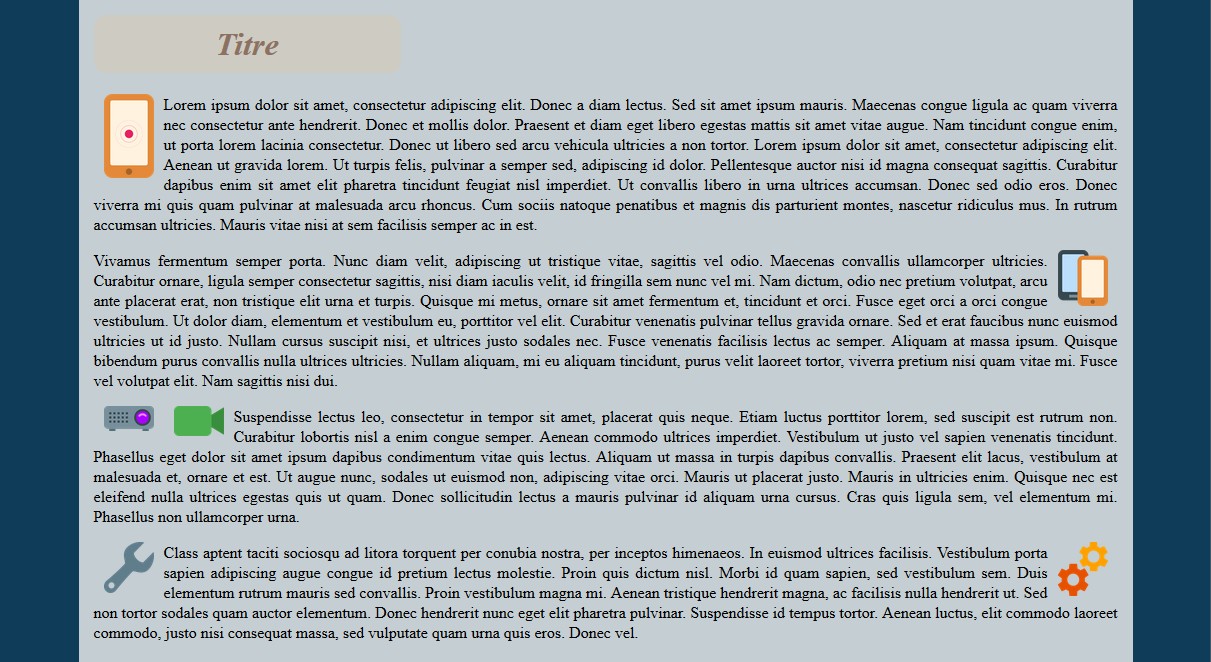 Titre
Lorem ipsum dolor sit amet, consectetur adipiscing elit. Donec a diam lectus. Sed sit amet ipsum mauris. Maecenas congue ligula ac quam viverra
nec consectetur ante hendrerit. Donec et mollis dolor. Praesent et diam eget libero egestas mattis sit amet vitae augue. Nam tincidunt congue enim,
ut porta lorem lacinia consectetur. Donec ut libero sed arcu vehicula ultricies a non tortor. Lorem ipsum dolor sit amet, consectetur adipiscing elit.
Aenean ut gravida lorem. Ut turpis felis, pulvinar a semper sed, adipiscing id dolor. Pellentesque auctor nisi id magna consequat sagittis. Curabitur
dapibus enim sit amet elit pharetra tincidunt feugiat nisl imperdiet. Ut convallis libero in urna ultrices accumsan. Donec sed odio eros. Donec
viverra mi quis quam pulvinar at malesuada arcu rhoncus. Cum sociis natoque penatibus et magnis dis parturient montes, nascetur ridiculus mus. In rutrum
accumsan ultricies. Mauris vitae nisi at sem facilisis semper ac in est.
Vivamus fermentum semper porta. Nunc diam velit, adipiscing ut tristique vitae, sagittis vel odio. Maecenas convallis ullamcorper ultricies.
Curabitur ornare, ligula semper consectetur sagittis, nisi diam iaculis velit, id fringilla sem nunc vel mi. Nam dictum, odio nec pretium volutpat, arcu
ante placerat erat, non tristique elit urna et turpis. Quisque mi metus, ornare sit amet fermentum et, tincidunt et orci. Fusce eget orci a orci congue
vestibulum. Ut dolor diam, elementum et vestibulum eu, porttitor vel elit. Curabitur venenatis pulvinar tellus gravida ornare. Sed et erat faucibus nunc euismod
ultricies ut id justo. Nullam cursus suscipit nisi, et ultrices justo sodales nec. Fusce venenatis facilisis lectus ac semper. Aliquam at massa ipsum. Quisque
bibendum purus convallis nulla ultrices ultricies. Nullam aliquam, mi eu aliquam tincidunt, purus velit laoreet tortor, viverra pretium nisi quam vitae mi. Fusce
vel volutpat elit. Nam sagittis nisi dui.
Suspendisse lectus leo, consectetur in tempor sit amet, placerat quis neque. Etiam luctus porttitor lorem, sed suscipit est rutrum non.
Curabitur lobortis nisl a enim congue semper. Aenean commodo ultrices imperdiet. Vestibulum ut justo vel sapien venenatis tincidunt.
Phasellus eget dolor sit amet ipsum dapibus condimentum vitae quis lectus. Aliquam ut massa in turpis dapibus convallis. Praesent elit lacus, vestibulum at
malesuada et, ornare et est. Ut augue nunc, sodales ut euismod non, adipiscing vitae orci. Mauris ut placerat justo. Mauris in ultricies enim. Quisque nec est
eleifend nulla ultrices egestas quis ut quam. Donec sollicitudin lectus a mauris pulvinar id aliquam urna cursus. Cras quis ligula sem, vel elementum mi.
Phasellus non ullamcorper urna.
Class aptent taciti sociosqu ad litora torquent per conubia nostra, per inceptos himenaeos. In euismod ultrices facilisis. Vestibulum porta
sapien adipiscing augue congue id pretium lectus molestie. Proin quis dictum nisl. Morbi id quam sapien, sed vestibulum sem. Duis
elementum rutrum mauris sed convallis. Proin vestibulum magna mi. Aenean tristique hendrerit magna, ac facilisis nulla hendrerit ut. Sed
non tortor sodales quam auctor elementum. Donec hendrerit nunc eget elit pharetra pulvinar. Suspendisse id tempus tortor. Aenean luctus, elit commodo laoreet
commodo, justo nisi consequat massa, sed vulputate quam urna quis eros. Donec vel.